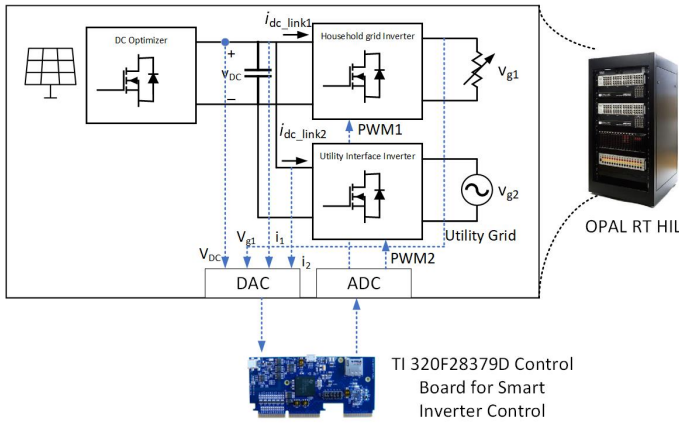 DC Optimizer
i_dc_link1
Household grid Inverter
+
V_DC
−
V_g1
PWM1
i_dc_link2
Utility Interface Inverter
V_g2
Utility Grid
OPAL RT HIL
V_DC V_g1 i_1 i_2
PWM2
DAC ADC
TI 320F28379D Control
Board for Smart
Inverter Control